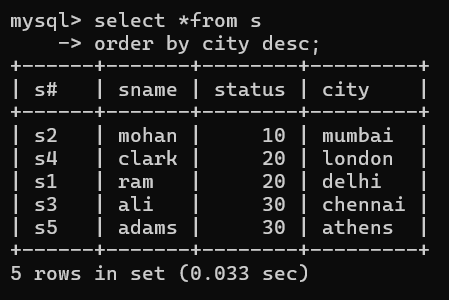 mysql> select *from s
    -> order by city desc;
+------+-------+--------+---------+
| s#   | sname | status | city    |
+------+-------+--------+---------+
| s2   | mohan |     10 | mumbai  |
| s4   | clark |     20 | london  |
| s1   | ram   |     20 | delhi   |
| s3   | ali   |     30 | chennai |
| s5   | adams |     30 | athens  |
+------+-------+--------+---------+
5 rows in set (0.033 sec)